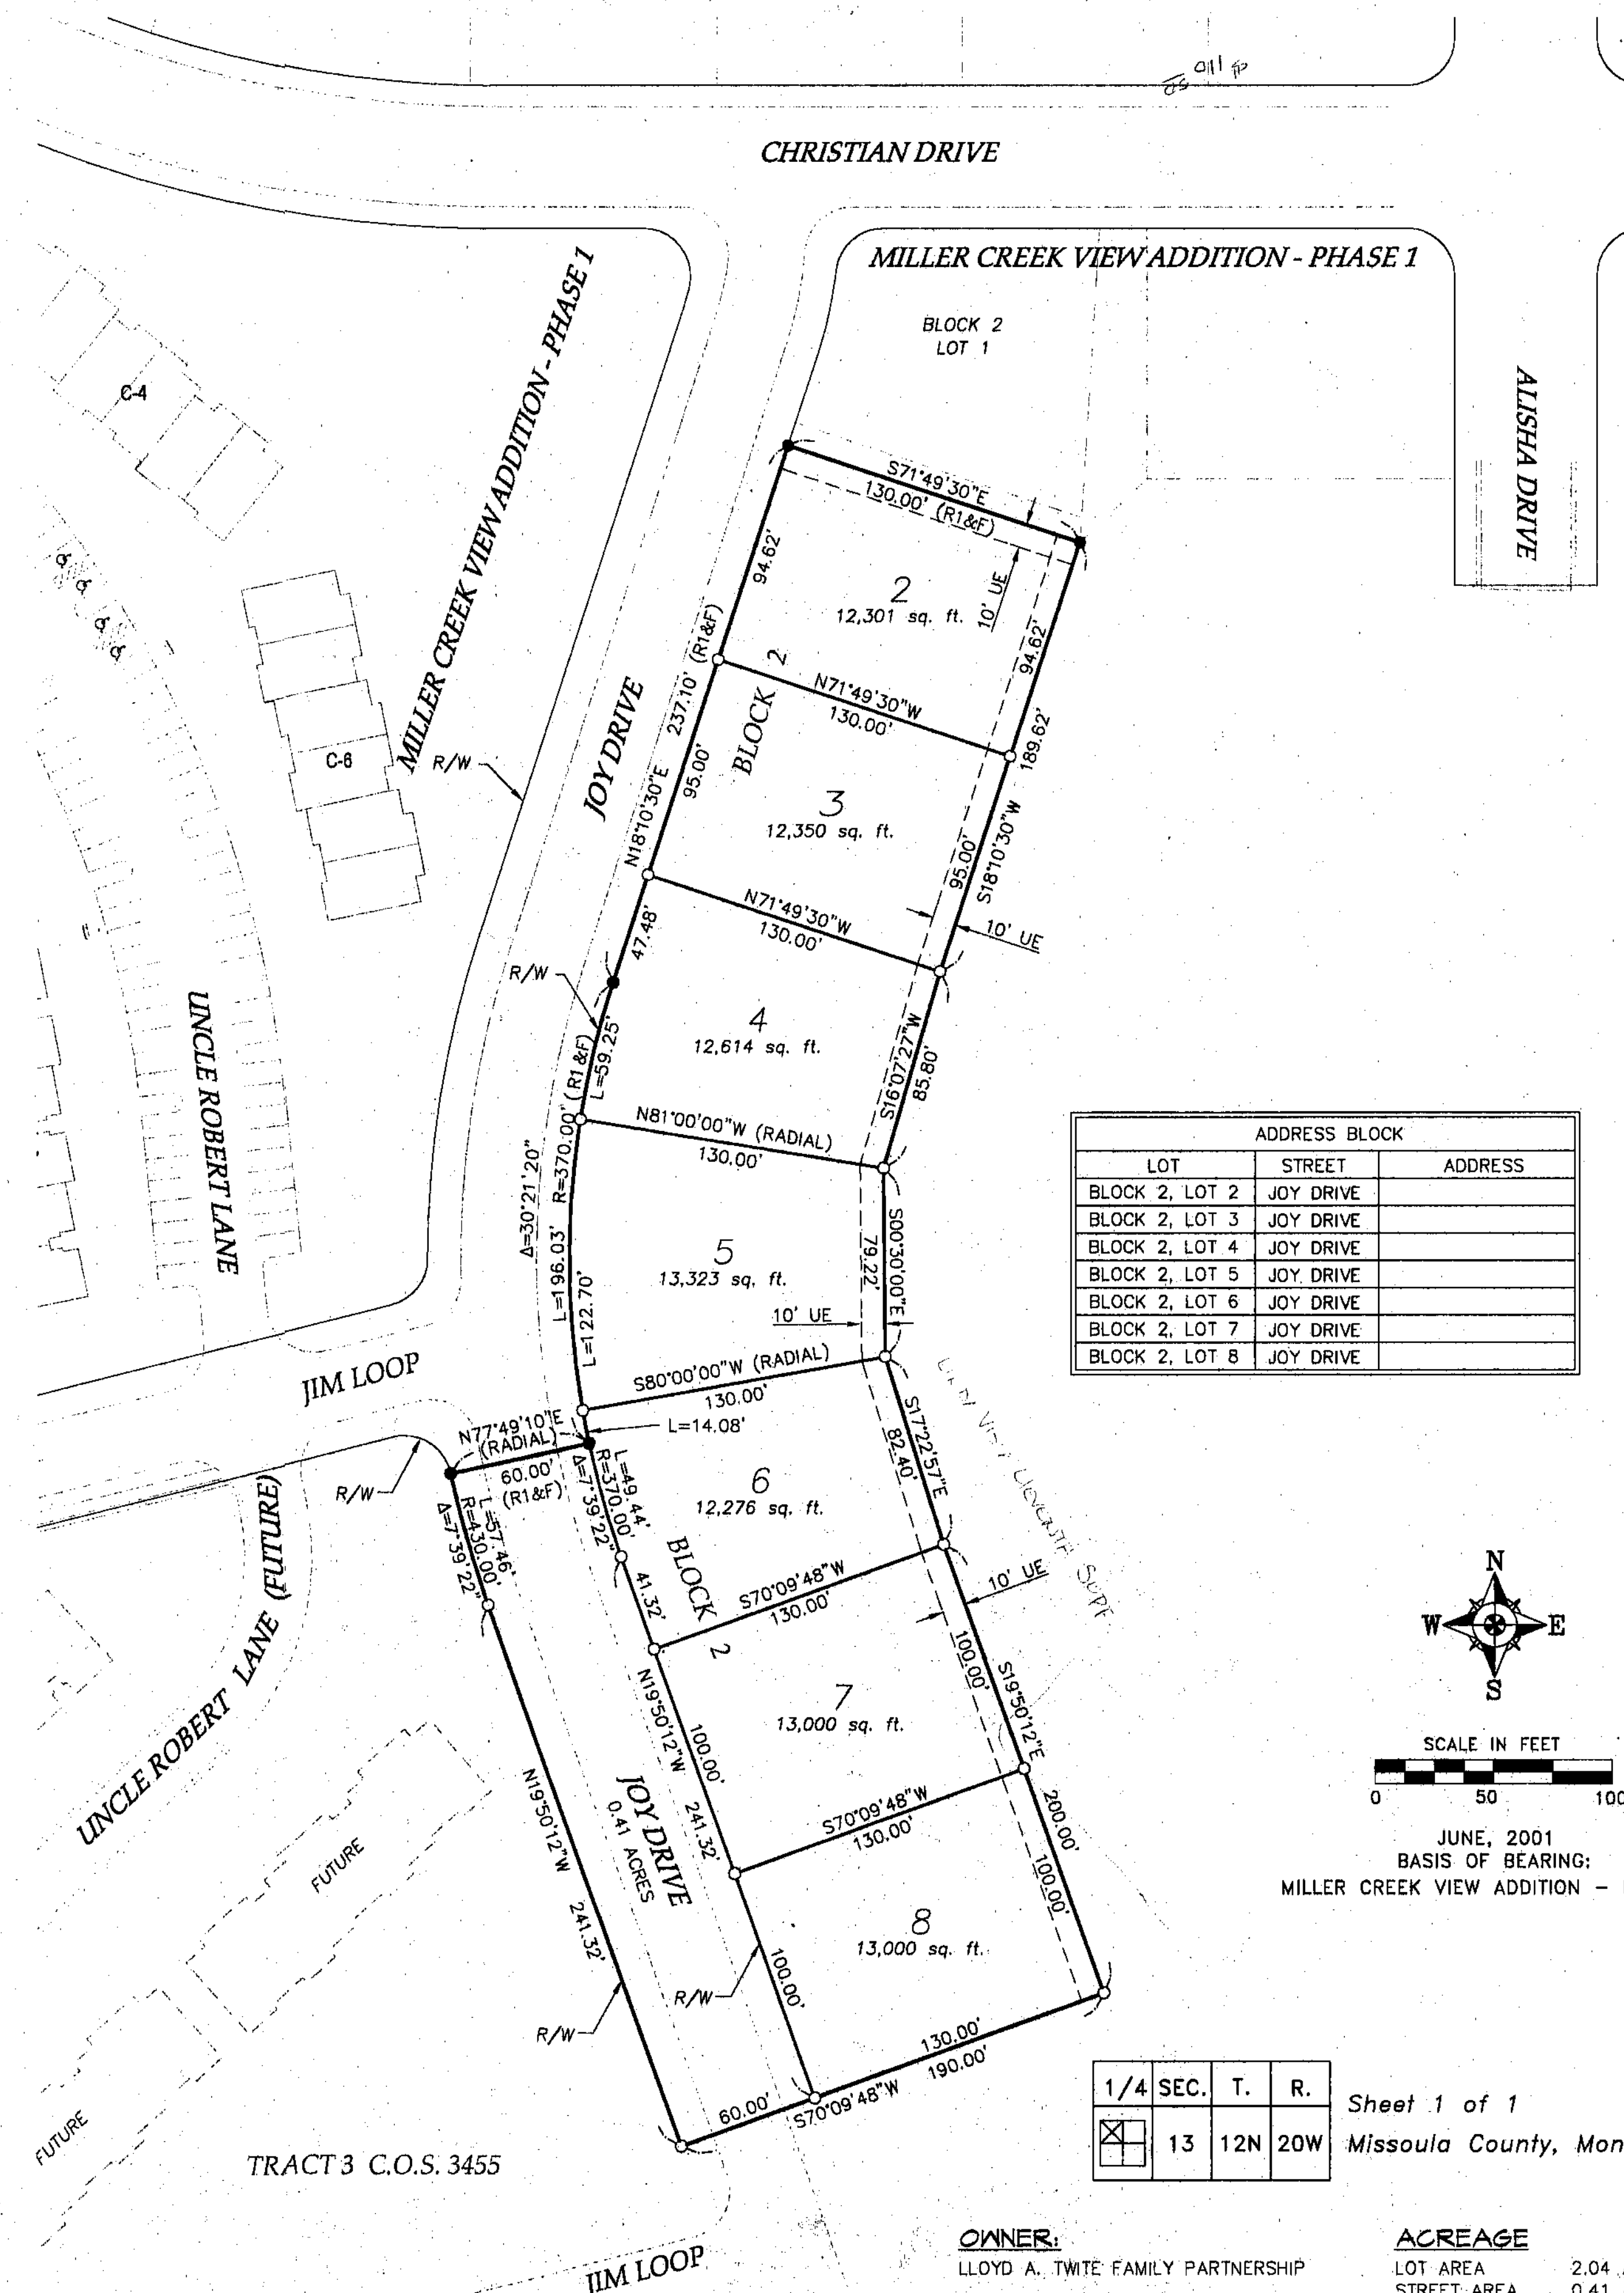 CHRISTIAN DRIVE
MILLER CREEK VIEW ADDITION - PHASE 1
BLOCK 2
LOT 1
MILLER CREEK VIEW ADDITION - PHASE 1
ALISHA DRIVE
C-4
C-6
R/W
JOY DRIVE
S71°49'30"E
130.00' (R1&F)
94.62'
2
12,301 sq. ft.
10' UE
94.62'
N18°10'30"E 237.10' (R1&F)
BLOCK 2
N71°49'30"W
130.00'
189.62'
95.00'
3
12,350 sq. ft.
95.00'
S18°10'30"W
N71°49'30"W
130.00'
10' UE
47.48'
R/W
4
12,614 sq. ft.
L=59.25'
S16°07'27"W
85.80'
UNCLE ROBERT LANE
N81°00'00"W (RADIAL)
130.00'
Δ=30°21'20"
L=196.03' R=370.00' (R1&F)
L=122.70'
5
13,323 sq. ft.
79.22'
S00°30'00"E
10' UE
ADDRESS BLOCK
LOT STREET ADDRESS
BLOCK 2, LOT 2 JOY DRIVE
BLOCK 2, LOT 3 JOY DRIVE
BLOCK 2, LOT 4 JOY DRIVE
BLOCK 2, LOT 5 JOY DRIVE
BLOCK 2, LOT 6 JOY DRIVE
BLOCK 2, LOT 7 JOY DRIVE
BLOCK 2, LOT 8 JOY DRIVE
JIM LOOP
S80°00'00"W (RADIAL)
130.00'
L=14.08'
N77°49'10"E
(RADIAL)
60.00'
(R1&F)
R/W
L=57.46'
R=430.00'
Δ=7°39'22"
L=49.44'
R=370.00'
Δ=7°39'22"
6
12,276 sq. ft.
S17°22'57"E
82.40'
41.32'
BLOCK 2
S70°09'48"W
130.00'
10' UE
UNCLE ROBERT LANE (FUTURE)
N19°50'12"W
100.00'
241.32'
7
13,000 sq. ft.
100.00'
S19°50'12"E
200.00'
N19°50'12"W
241.32'
JOY DRIVE
0.41 ACRES
S70°09'48"W
130.00'
FUTURE
8
13,000 sq. ft.
100.00'
100.00'
R/W
R/W
130.00'
190.00'
60.00'
S70°09'48"W
FUTURE
TRACT 3 C.O.S. 3455
JIM LOOP
N
W E
S
SCALE IN FEET
0 50 100
JUNE, 2001
BASIS OF BEARING:
MILLER CREEK VIEW ADDITION -
1/4 SEC. T. R.
13 12N 20W
Sheet 1 of 1
Missoula County, Mon
OWNER:
LLOYD A. TWITE FAMILY PARTNERSHIP
ACREAGE
LOT AREA 2.04
STREET AREA 0.41